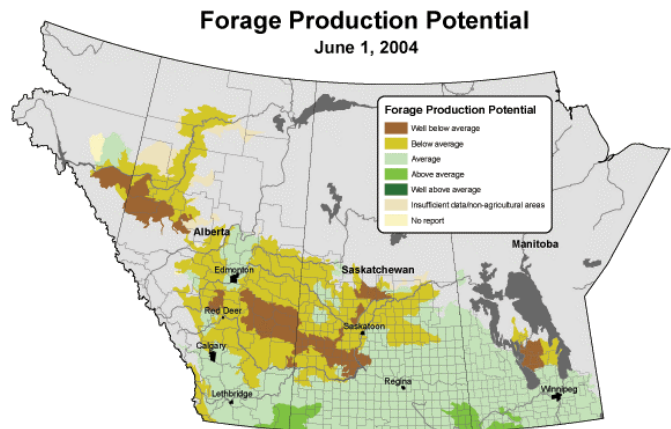 Forage Production Potential
June 1, 2004
Forage Production Potential
Well below average
Below average
Average
Above average
Well above average
Insufficient data/non-agricultural areas
No report
Alberta
Manitoba
Edmonton
Saskatchewan
Red Deer
Saskatoon
Calgary
Lethbridge
Regina
Winnipeg